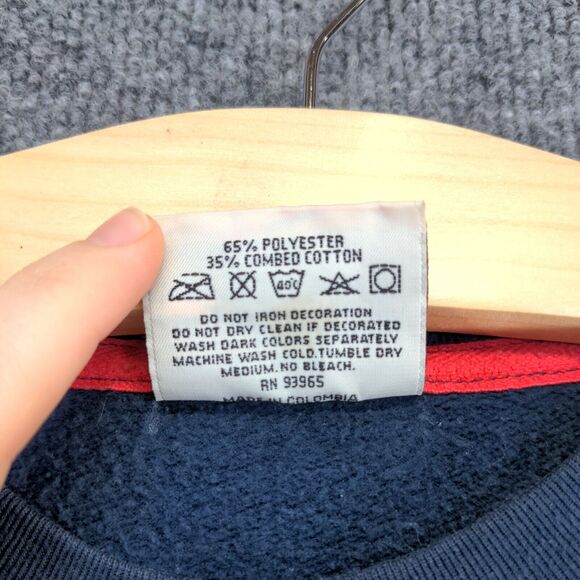 65% POLYESTER
35% COMBED COTTON
40C
DO NOT IRON DECORATION
DO NOT DRY CLEAN IF DECORATED
WASH DARK COLORS SEPARATELY
MACHINE WASH COLD.TUMBLE DRY
MEDIUM.NO BLEACH.
RN 93965
MADE IN COLOMBIA